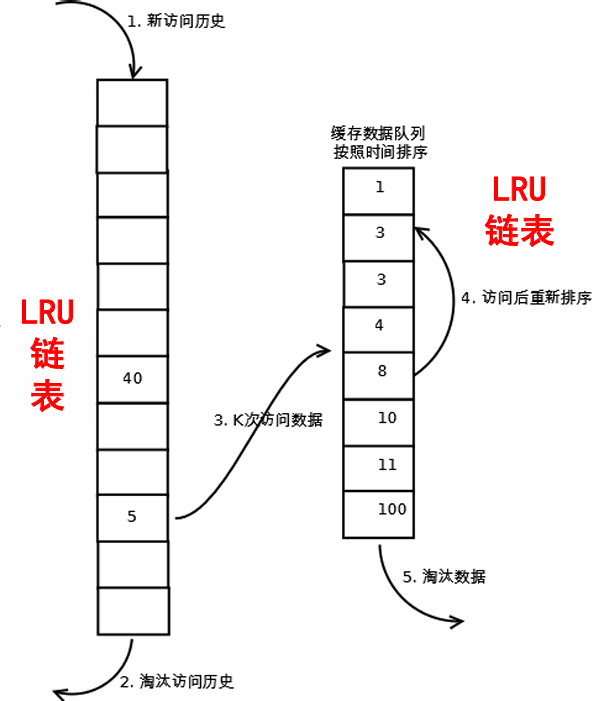 1. 新访问历史
缓存数据队列
按照时间排序
LRU
链表
1
3
3
4
8
10
11
100
4. 访问后重新排序
LRU
链
表
40
5
3. K次访问数据
5. 淘汰数据
2. 淘汰访问历史